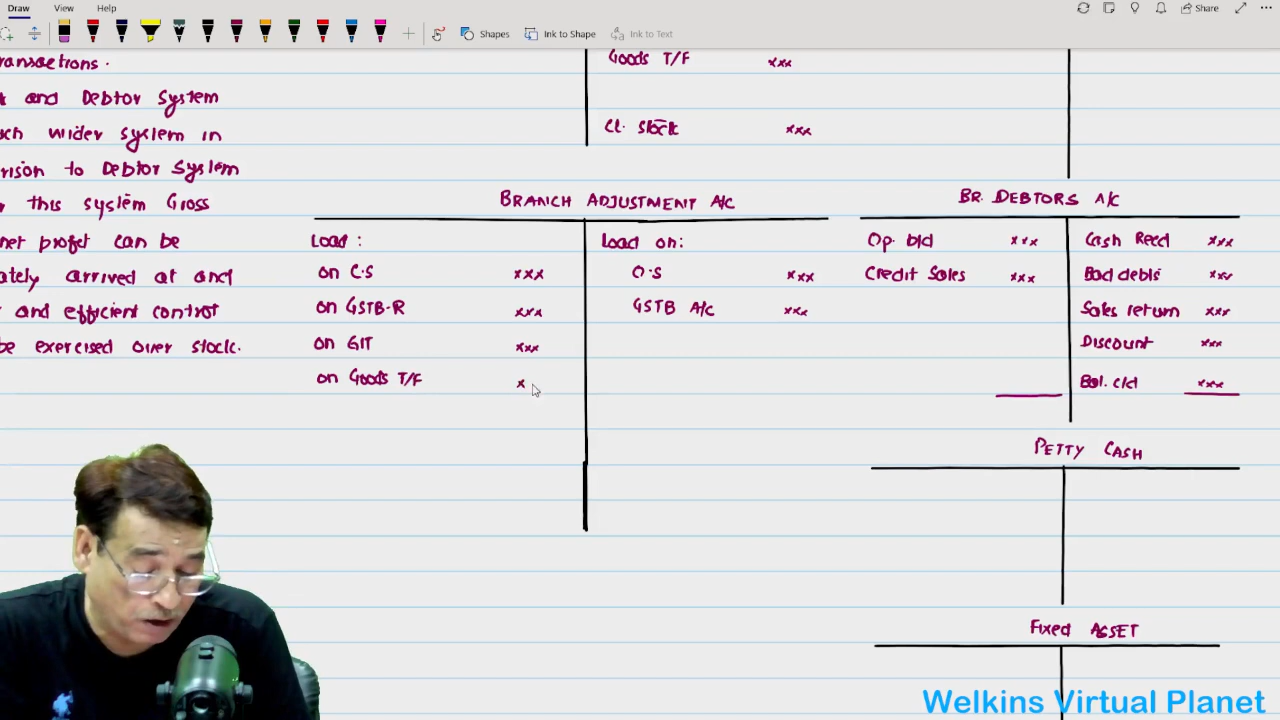 Draw View Help
Share
Shapes Ink to Shape Ink to Text
ransactions.
and Debtor System
wider system in
rison to Debtor System
this system Gross
net profit can be
ately arrived at and
and efficient control
be exercised over stock.
Goods T/F xxx
Cl. stock xxx
BRANCH ADJUSTMENT A/C
Load : Load on:
on C.S xxx O.S xxx
on GSTB-R xxx GSTB A/C xxx
on GIT xxx
on Goods T/F x
BR. DEBTORS A/C
Op. b/d xxx Cash Recd xxx
Credit Sales xxx Bad debts xxx
Sales return xxx
Discount xxx
Bal. c/d xxx
PETTY CASH
Fixed ASSET
Welkins Virtual Planet